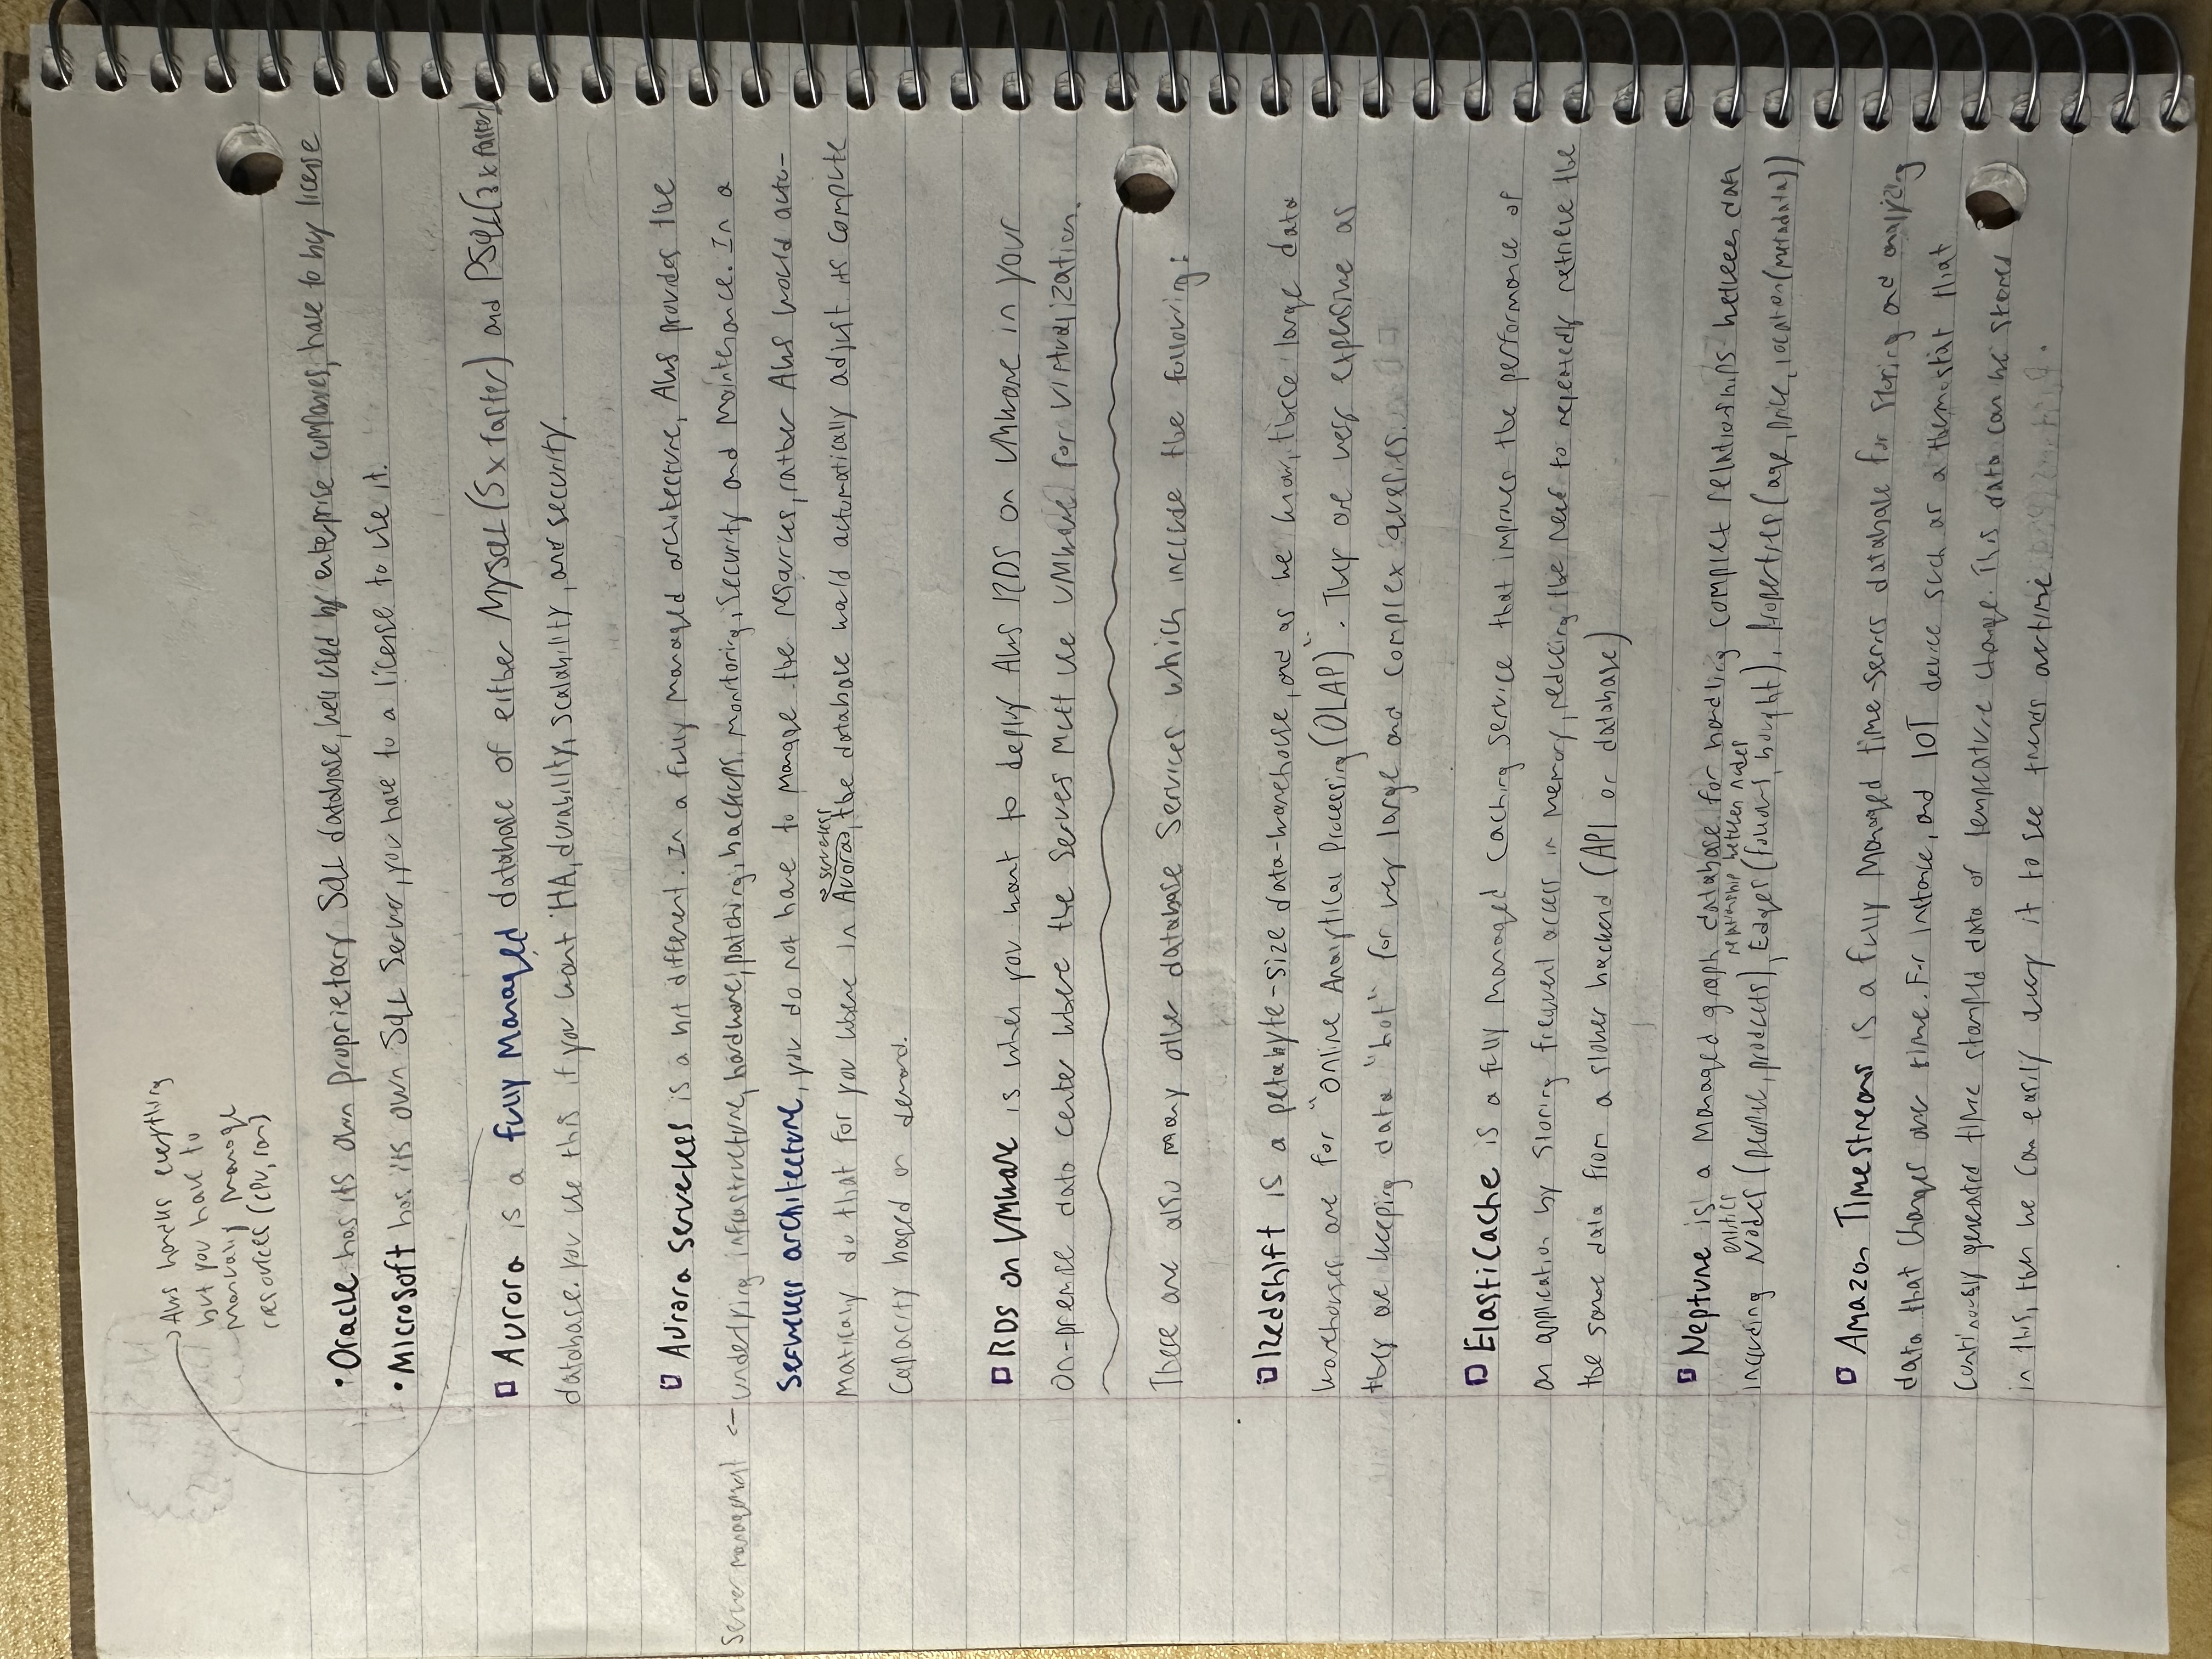 → AWS handles everything
but you have to
manually manage
resources (CPU, ram)
• Oracle has its own proprietary SQL database, well used by enterprise companies, have to buy license
• Microsoft has its own SQL Server, you have to a license to use it.
Aurora is a fully Managed database of either MySQL (5x faster) and PSQL (3x faster)
database. you use this if you want HA, durability, scalability, and security.
Aurora Serverless is a bit different. In a fully managed architecture, AWS provides the
Server management ← underlying infrastructure, hardware, patching, backups, monitoring, security and maintenance. In a
Serverless architecture, you do not have to manage the resources, rather AWS would auto-
serverless
matically do that for you where in Auroras, the database would automatically adjust its compute
capacity based on demand.
RDS on VMware is when you want to deploy AWS RDS on VMware in your
on-premise data center where the serves must use VMware for virtualization.
There are also many other database services which include the following:
Redshift is a petabyte-size data-warehouse, and as we know, these large data
warehouses are for "Online Analytical Processing (OLAP)". They are very expensive as
they are keeping data "hot" for very large and complex queries.
ElastiCache is a fully managed caching service that improves the performance of
an application by storing frequent access in memory, reducing the need to repeatedly retrieve the
the same data from a slower backend (API or database)
Neptune is a managed graph database for handling complex relationships between data
entities relationship between nodes
including Nodes (people, products), Edges (follows, bought), Properties (age, price, location (metadata))
Amazon Timestreams is a fully managed time-series database for storing and analyzing
data that changes over time. For instance, and IOT device such as a thermostat that
continously generated time stamped data of temperature change. This data can be stored
in this, then we can easily query it to see trends overtime